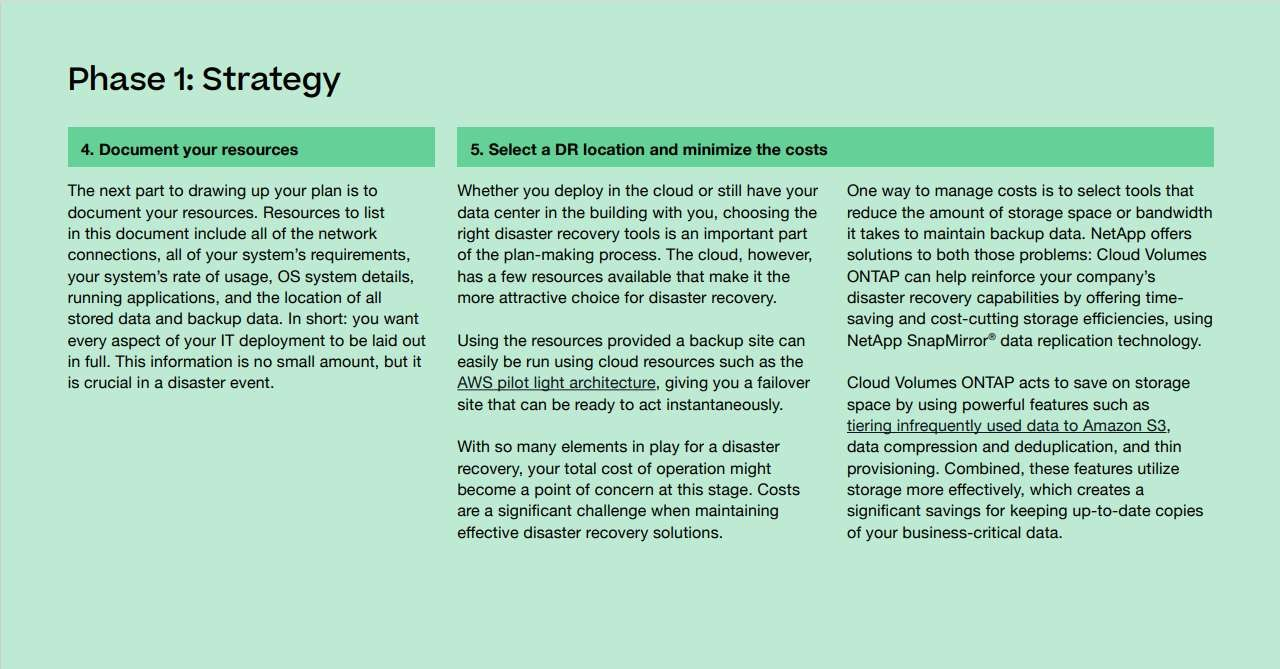 Phase 1: Strategy
4. Document your resources
The next part to drawing up your plan is to
document your resources. Resources to list
in this document include all of the network
connections, all of your system’s requirements,
your system’s rate of usage, OS system details,
running applications, and the location of all
stored data and backup data. In short: you want
every aspect of your IT deployment to be laid out
in full. This information is no small amount, but it
is crucial in a disaster event.
5. Select a DR location and minimize the costs
Whether you deploy in the cloud or still have your
data center in the building with you, choosing the
right disaster recovery tools is an important part
of the plan-making process. The cloud, however,
has a few resources available that make it the
more attractive choice for disaster recovery.
Using the resources provided a backup site can
easily be run using cloud resources such as the
AWS pilot light architecture, giving you a failover
site that can be ready to act instantaneously.
With so many elements in play for a disaster
recovery, your total cost of operation might
become a point of concern at this stage. Costs
are a significant challenge when maintaining
effective disaster recovery solutions.
One way to manage costs is to select tools that
reduce the amount of storage space or bandwidth
it takes to maintain backup data. NetApp offers
solutions to both those problems: Cloud Volumes
ONTAP can help reinforce your company’s
disaster recovery capabilities by offering time-
saving and cost-cutting storage efficiencies, using
NetApp SnapMirror® data replication technology.
Cloud Volumes ONTAP acts to save on storage
space by using powerful features such as
tiering infrequently used data to Amazon S3,
data compression and deduplication, and thin
provisioning. Combined, these features utilize
storage more effectively, which creates a
significant savings for keeping up-to-date copies
of your business-critical data.